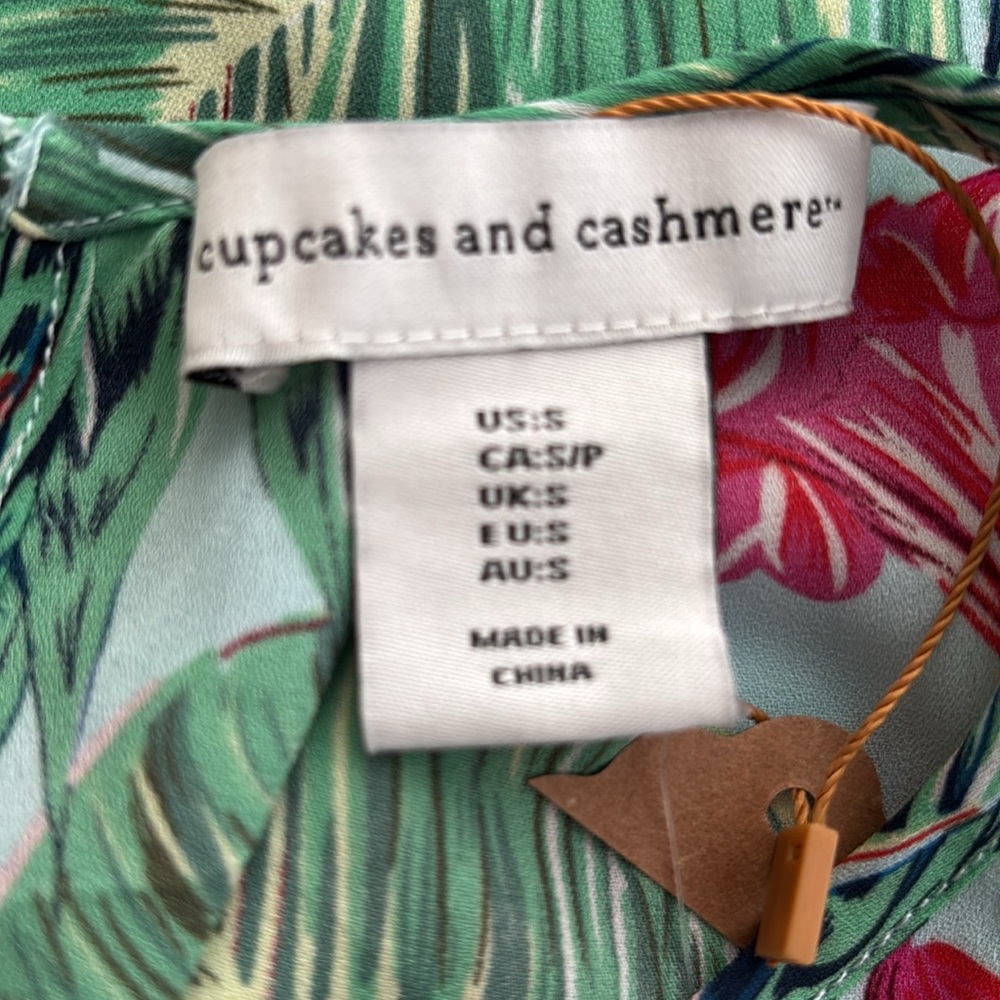 cupcakes and cashmere™
US:S
CA:S/P
UK:S
EU:S
AU:S
MADE IN
CHINA